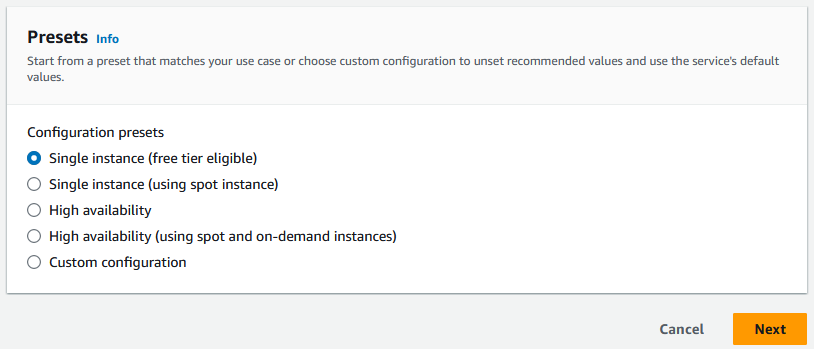 Presets Info
Start from a preset that matches your use case or choose custom configuration to unset recommended values and use the service's default
values.
Configuration presets
Single instance (free tier eligible)
Single instance (using spot instance)
High availability
High availability (using spot and on-demand instances)
Custom configuration
Cancel Next